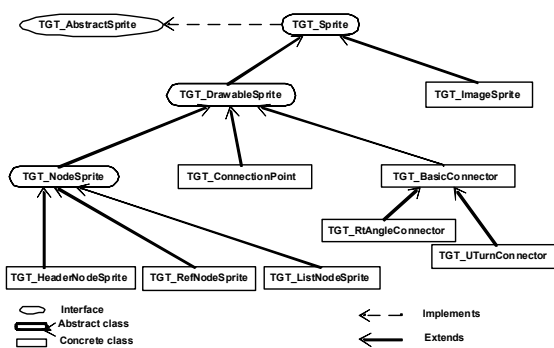 TGT_AbstractSprite
TGT_Sprite
TGT_DrawableSprite
TGT_ImageSprite
TGT_NodeSprite
TGT_ConnectionPoint
TGT_BasicConnector
TGT_RtAngleConnector
TGT_UTurnConnector
TGT_HeaderNodeSprite
TGT_RefNodeSprite
TGT_ListNodeSprite
Interface
Implements
Abstract class
Extends
Concrete class